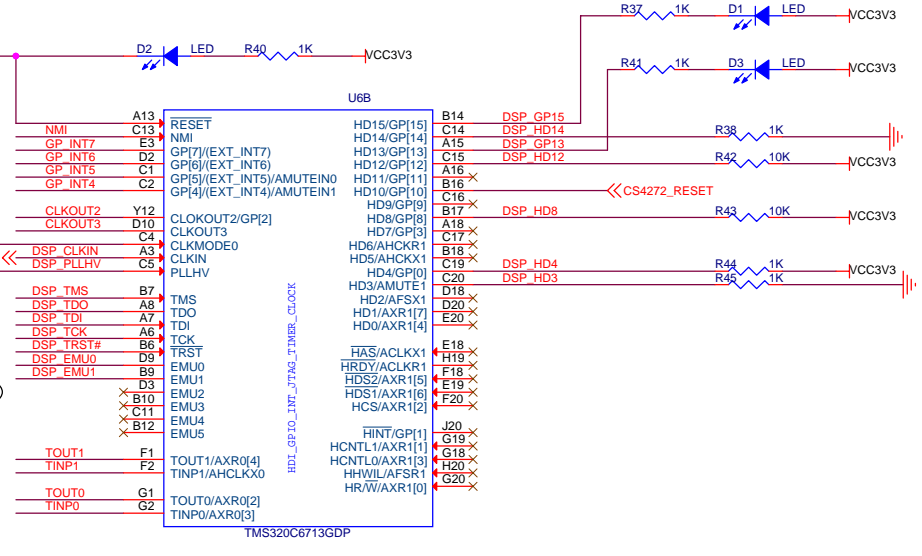 R37 1K D1 LED VCC3V3
D2 LED R40 1K VCC3V3
R41 1K D3 LED VCC3V3
U6B
A13 RESET
NMI C13 NMI
GP_INT7 E3 GP[7]/(EXT_INT7)
GP_INT6 D2 GP[6]/(EXT_INT6)
GP_INT5 C1 GP[5]/(EXT_INT5)/AMUTEIN0
GP_INT4 C2 GP[4]/(EXT_INT4)/AMUTEIN1
CLKOUT2 Y12 CLOKOUT2/GP[2]
CLKOUT3 D10 CLKOUT3
C4 CLKMODE0
DSP_CLKIN A3 CLKIN
DSP_PLLHV C5 PLLHV
DSP_TMS B7 TMS
DSP_TDO A8 TDO
DSP_TDI A7 TDI
DSP_TCK A6 TCK
DSP_TRST# B6 TRST
DSP_EMU0 D9 EMU0
DSP_EMU1 B9 EMU1
D3 EMU2
B10 EMU3
C11 EMU4
B12 EMU5
TOUT1 F1 TOUT1/AXR0[4]
TINP1 F2 TINP1/AHCLKX0
TOUT0 G1 TOUT0/AXR0[2]
TINP0 G2 TINP0/AXR0[3]
HDI_GPIO_INT_JTAG_TIMER_CLOCK
HD15/GP[15] B14 DSP_GP15
HD14/GP[14] C14 DSP_HD14 R38 1K
HD13/GP[13] A15 DSP_GP13
HD12/GP[12] C15 DSP_HD12 R42 10K VCC3V3
HD11/GP[11] A16
HD10/GP[10] B16 CS4272_RESET
HD9/GP[9] C16
HD8/GP[8] B17 DSP_HD8 R43 10K VCC3V3
HD7/GP[3] A18
HD6/AHCKR1 C17
HD5/AHCKX1 B18
HD4/GP[0] C19 DSP_HD4 R44 1K VCC3V3
HD3/AMUTE1 C20 DSP_HD3 R45 1K
HD2/AFSX1 D18
HD1/AXR1[7] D20
HD0/AXR1[4] E20
HAS/ACLKX1 E18
HRDY/ACLKR1 H19
HDS2/AXR1[5] F18
HDS1/AXR1[6] E19
HCS/AXR1[2] F20
HINT/GP[1] J20
HCNTL1/AXR1[1] G19
HCNTL0/AXR1[3] G18
HHWIL/AFSR1 H20
HR/W/AXR1[0] G20
TMS320C6713GDP